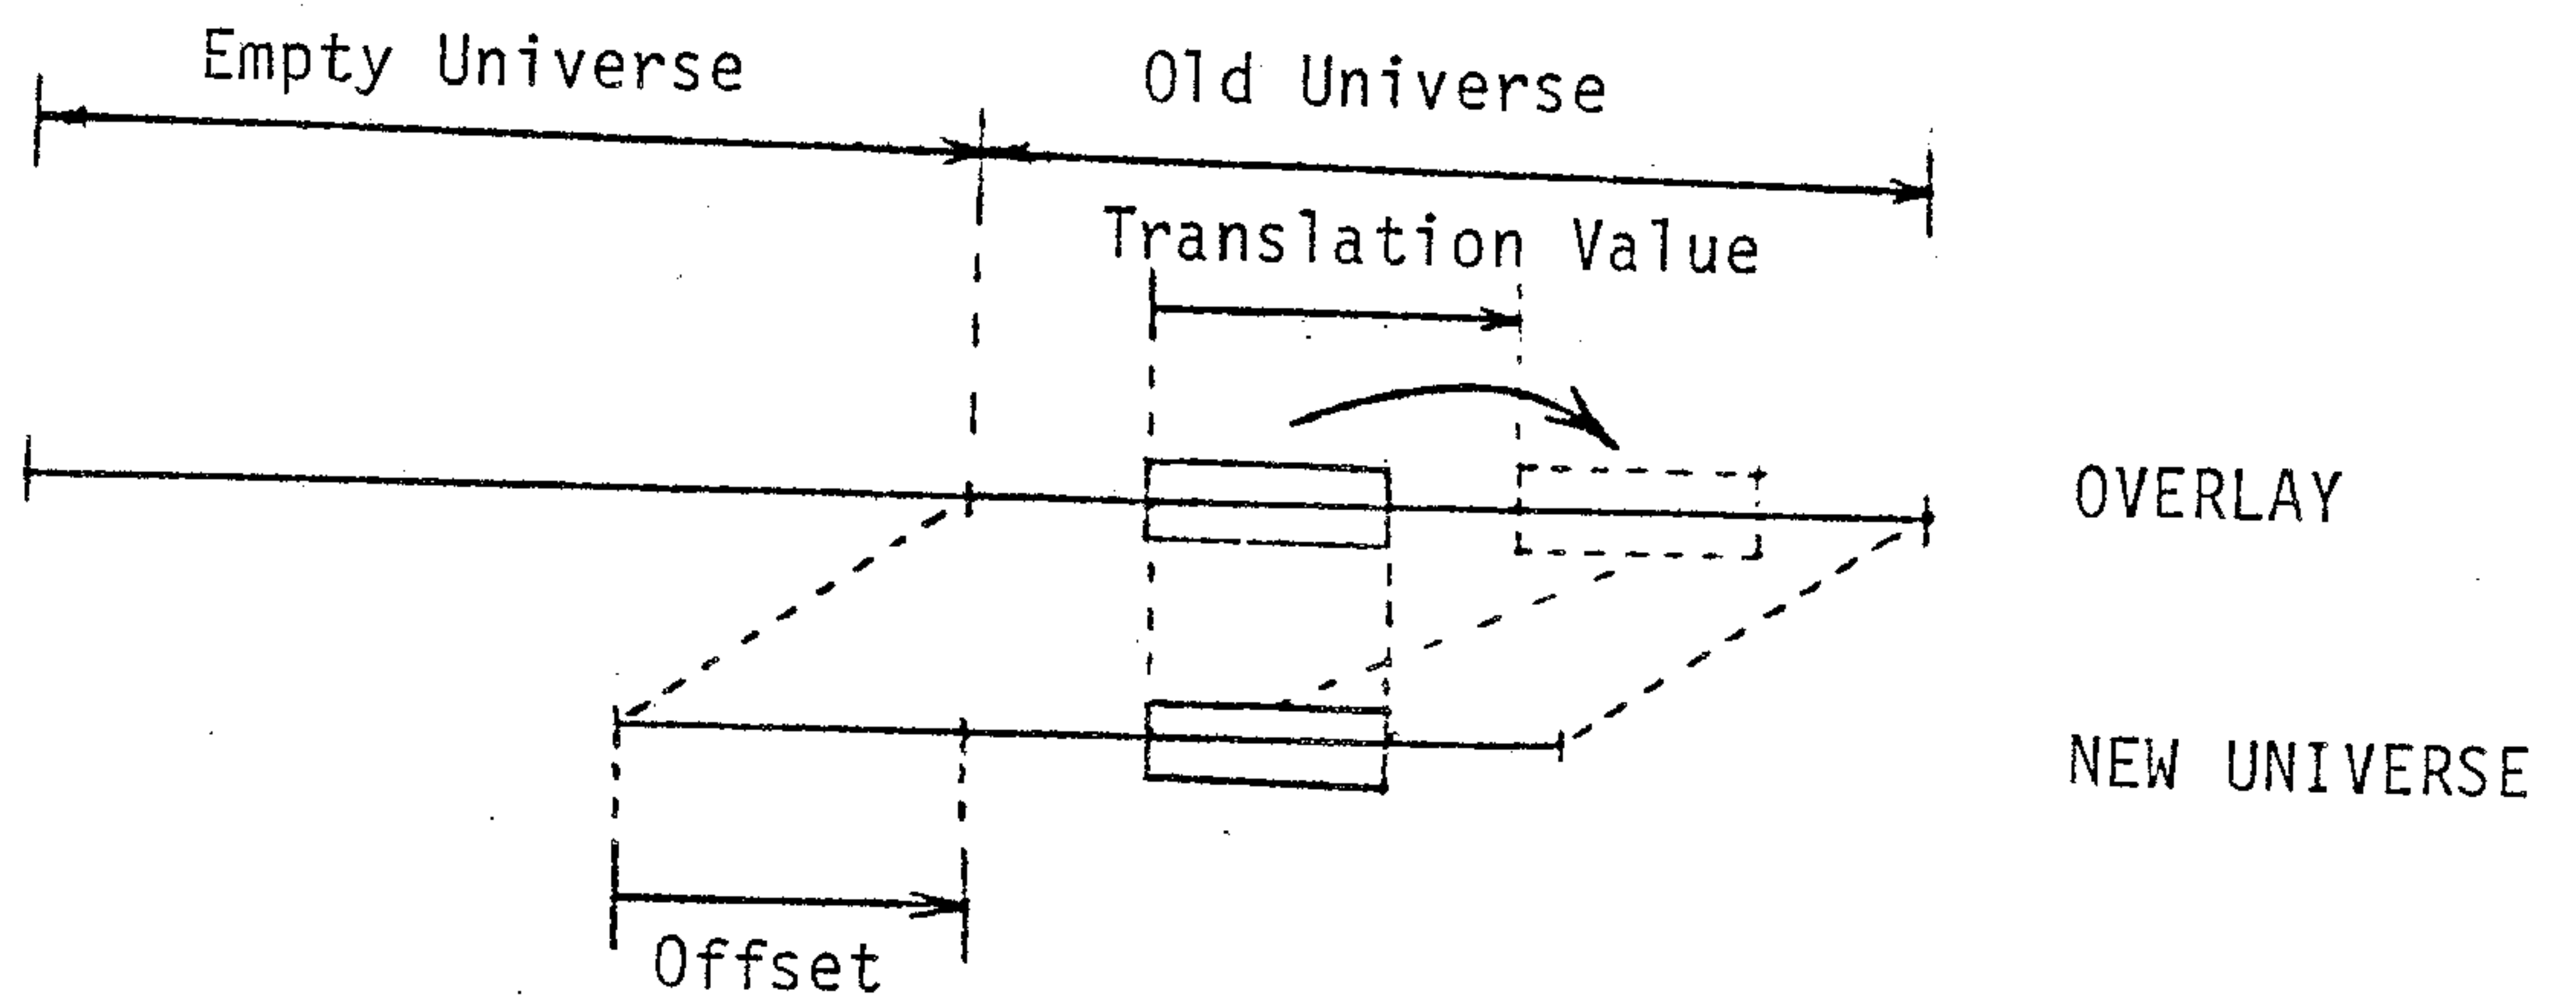 Empty Universe
Old Universe
Translation Value
OVERLAY
NEW UNIVERSE
Offset